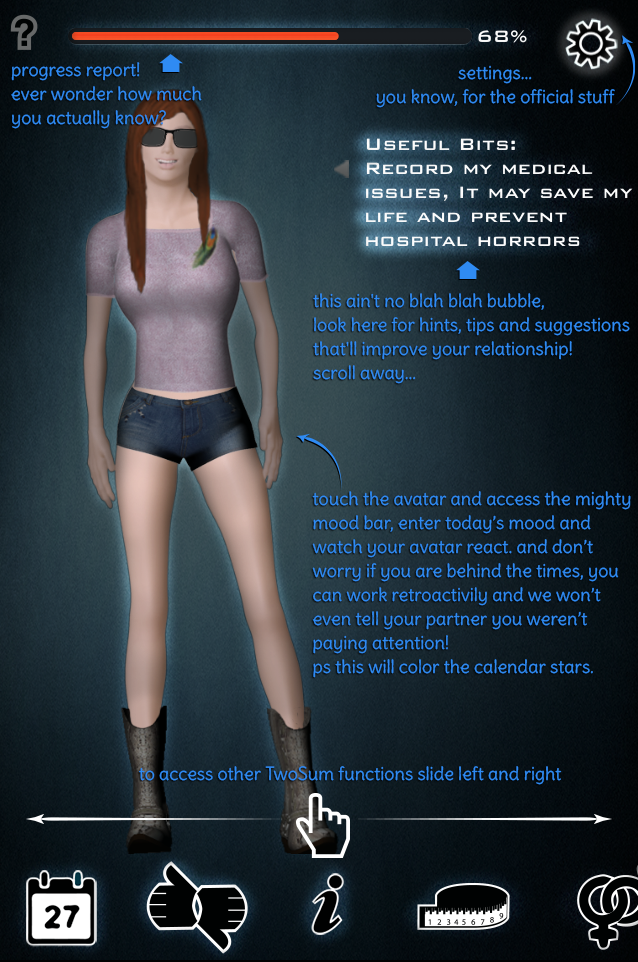 ?
68%
progress report!
ever wonder how much
you actually know?
settings...
you know, for the official stuff
Useful Bits:
Record my medical
issues, It may save my
life and prevent
hospital horrors
this ain't no blah blah bubble,
look here for hints, tips and suggestions
that'll improve your relationship!
scroll away...
touch the avatar and access the mighty
mood bar, enter today's mood and
watch your avatar react. and don't
worry if you are behind the times, you
can work retroactivily and we won't
even tell your partner you weren't
paying attention!
ps this will color the calendar stars.
to access other TwoSum functions slide left and right
27
i
1 2 3 4 5 6 7 8 9